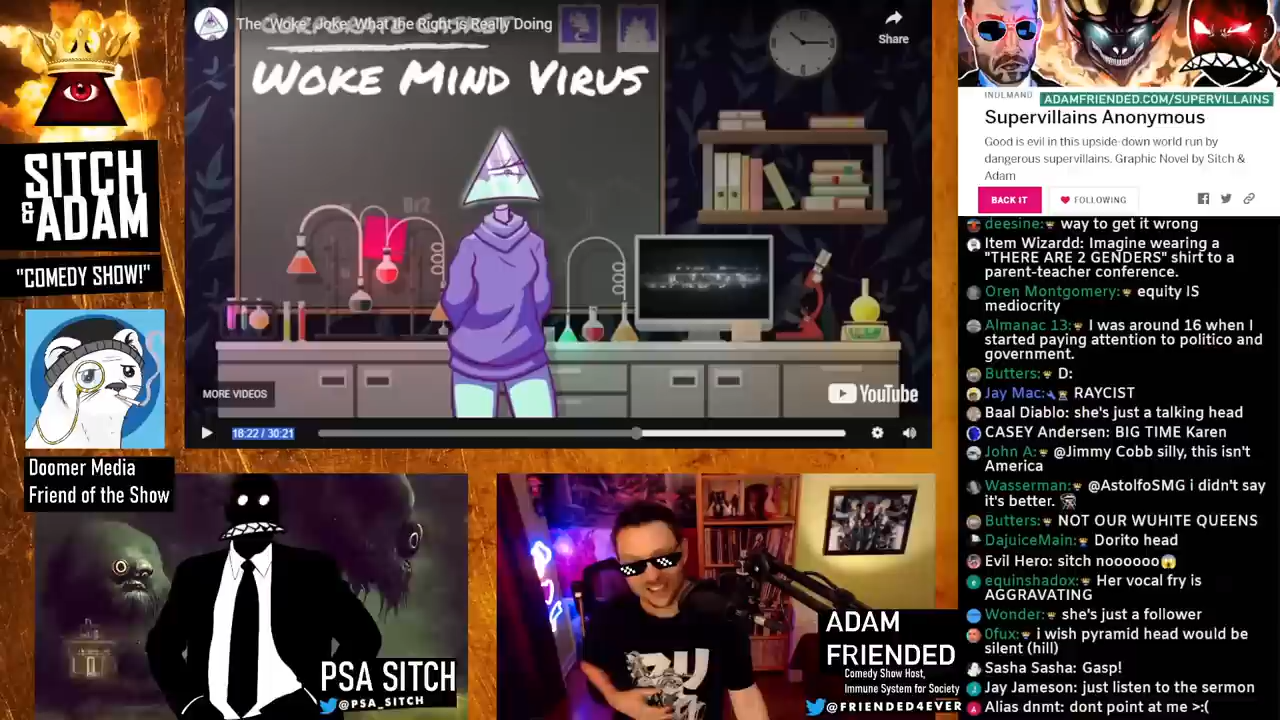 The "Woke" Joke: What the Right is Really Doing
Share
WOKE MIND VIRUS
Br2
MORE VIDEOS
YouTube
18:22 / 30:21
SITCH
& ADAM
"COMEDY SHOW!"
Doomer Media
Friend of the Show
PSA SITCH
@PSA_SITCH
ADAM
FRIENDED
Comedy Show Host,
Immune System for Society
@FRIENDED4EVER
INDEMAND
ADAMFRIENDED.COM/SUPERVILLAINS
Supervillains Anonymous
Good is evil in this upside-down world run by
dangerous supervillains. Graphic Novel by Sitch &
Adam
BACK IT
FOLLOWING
deesine: way to get it wrong
Item Wizardd: Imagine wearing a
"THERE ARE 2 GENDERS" shirt to a
parent-teacher conference.
Oren Montgomery: equity IS
mediocrity
Almanac 13: I was around 16 when I
started paying attention to politico and
government.
Butters: D:
Jay Mac: RAYCIST
Baal Diablo: she's just a talking head
CASEY Andersen: BIG TIME Karen
John A: @Jimmy Cobb silly, this isn't
America
Wasserman: @AstolfoSMG i didn't say
it's better.
Butters: NOT OUR WUHITE QUEENS
DajuiceMain: Dorito head
Evil Hero: sitch noooooo😱
equinshadox: Her vocal fry is
AGGRAVATING
Wonder: she's just a follower
0fux: i wish pyramid head would be
silent (hill)
Sasha Sasha: Gasp!
Jay Jameson: just listen to the sermon
Alias dnmt: dont point at me >:(